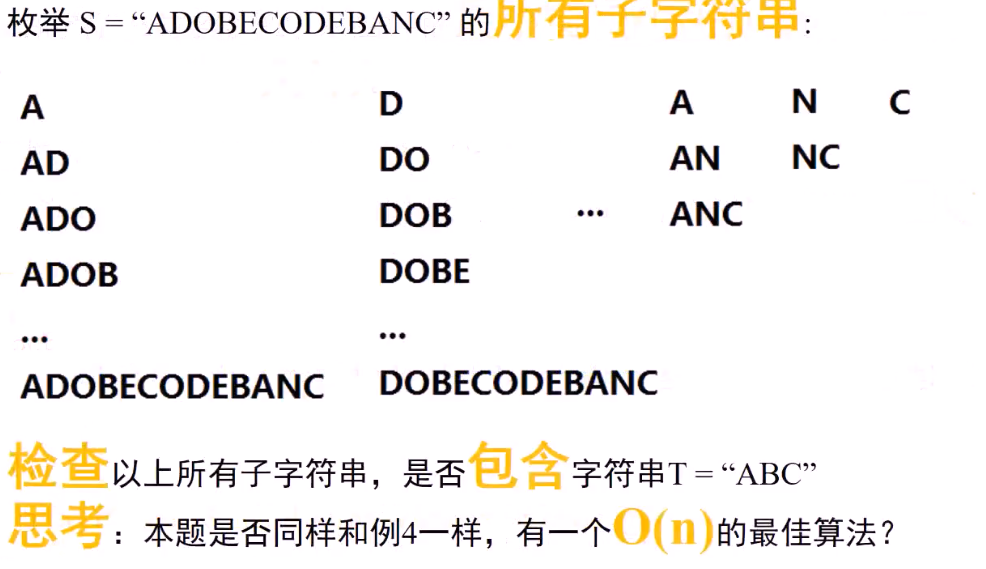 枚举 S = “ADOBECODEBANC” 的所有子字符串:
A D A N C
AD DO AN NC
ADO DOB ... ANC
ADOB DOBE
... ...
ADOBECODEBANC DOBECODEBANC
检查以上所有子字符串，是否包含字符串T = “ABC”
思考：本题是否同样和例4一样，有一个O(n)的最佳算法？